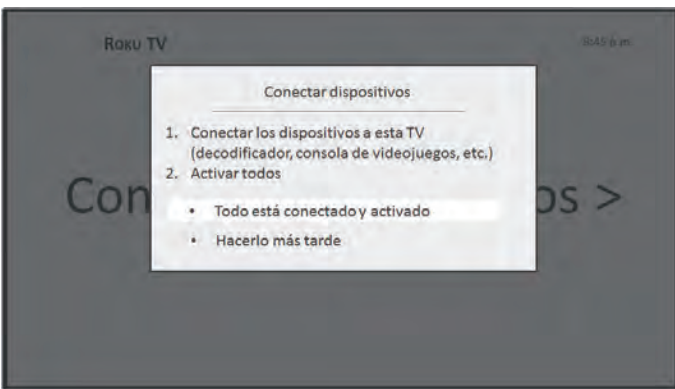 ROKU TV
Conectar dispositivos
1. Conectar los dispositivos a esta TV
(decodificador, consola de videojuegos, etc.)
2. Activar todos
Con
os >
• Todo está conectado y activado
• Hacerlo más tarde